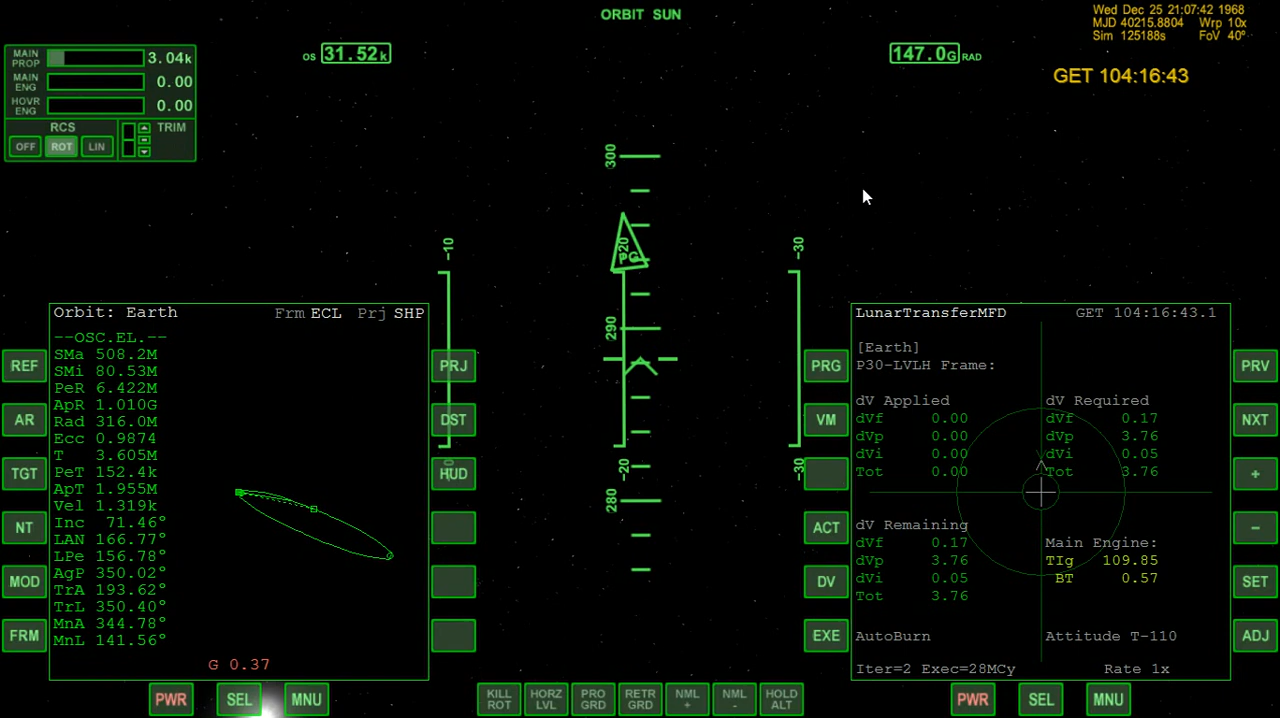 ORBIT SUN
Wed Dec 25 21:07:42 1968
MJD 40215.8804 Wrp 10x
Sim 125188s FoV 40°
GET 104:16:43
MAIN PROP 3.04k
MAIN ENG 0.00
HOVR ENG 0.00
RCS TRIM
OFF ROT LIN
OS 31.52k
147.0G RAD
300
290
280
-10
-20
-30
-30
PG
Orbit: Earth Frm ECL Prj SHP
--OSC.EL.--
SMa 508.2M
SMi 80.53M
PeR 6.422M
ApR 1.010G
Rad 316.0M
Ecc 0.9874
T 3.605M
PeT 152.4k
ApT 1.955M
Vel 1.319k
Inc 71.46°
LAN 166.77°
LPe 156.78°
AgP 350.02°
TrA 193.62°
TrL 350.40°
MnA 344.78°
MnL 141.56°
G 0.37
REF
AR
TGT
NT
MOD
FRM
PRJ
DST
HUD
PWR SEL MNU
KILL ROT
HORZ LVL
PRO GRD
RETR GRD
NML +
NML -
HOLD ALT
LunarTransferMFD GET 104:16:43.1
[Earth]
P30-LVLH Frame:
dV Applied
dVf 0.00
dVp 0.00
dVi 0.00
Tot 0.00
dV Required
dVf 0.17
dVp 3.76
dVi 0.05
Tot 3.76
dV Remaining
dVf 0.17
dVp 3.76
dVi 0.05
Tot 3.76
Main Engine:
TIg 109.85
BT 0.57
AutoBurn Attitude T-110
Iter=2 Exec=28MCy Rate 1x
PRG
VM
ACT
DV
EXE
PRV
NXT
+
-
SET
ADJ
PWR SEL MNU